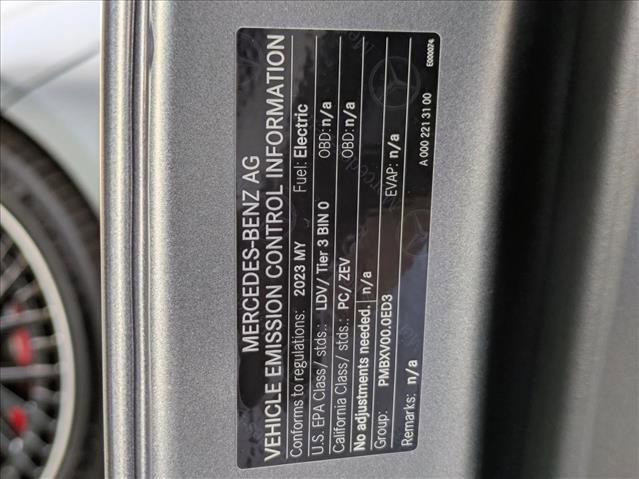 MERCEDES-BENZ AG
VEHICLE EMISSION CONTROL INFORMATION
Conforms to regulations: 2023 MY Fuel: Electric
U.S. EPA Class/ stds.: LDV/ Tier 3 BIN 0 OBD: n/a
California Class/ stds.: PC/ ZEV OBD: n/a
No adjustments needed. n/a
Group: PMBXV00.0ED3 EVAP: n/a
Remarks: n/a
A 000 221 31 00
E000074